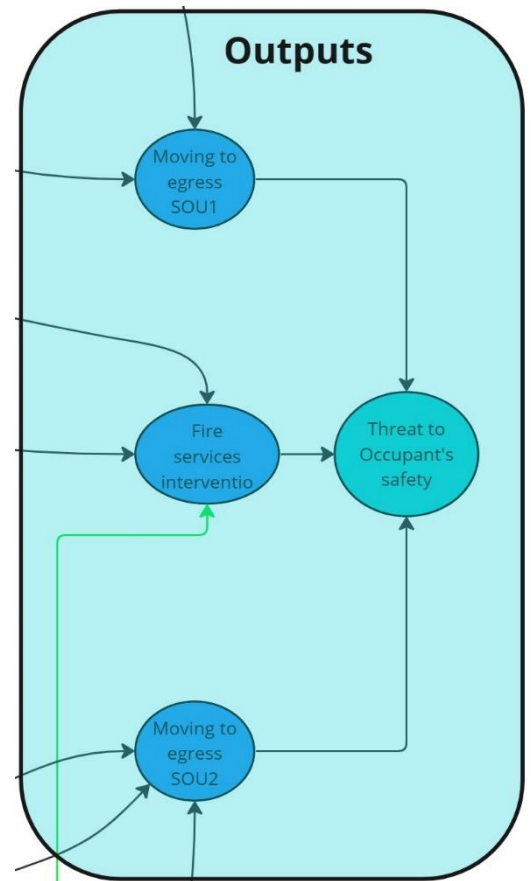 Outputs
Moving to
egress
SOU1
Fire
services
interventio
Threat to
Occupant's
safety
Moving to
egress
SOU2